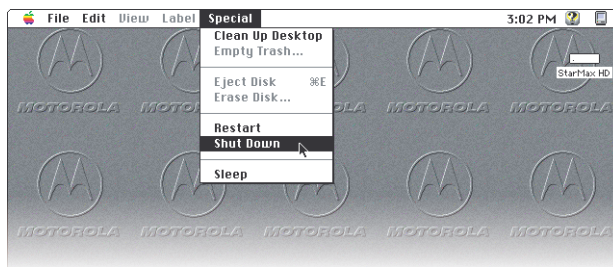 File Edit View Label Special 3:02 PM
Clean Up Desktop
Empty Trash...
Eject Disk ⌘E
Erase Disk...
Restart
Shut Down
Sleep
StarMax HD
MOTOROLA MOTOROLA MOTOROLA MOTOROLA MOTOROLA
MOTOROLA MOTOROLA MOTOROLA MOTOROLA MOTOROLA